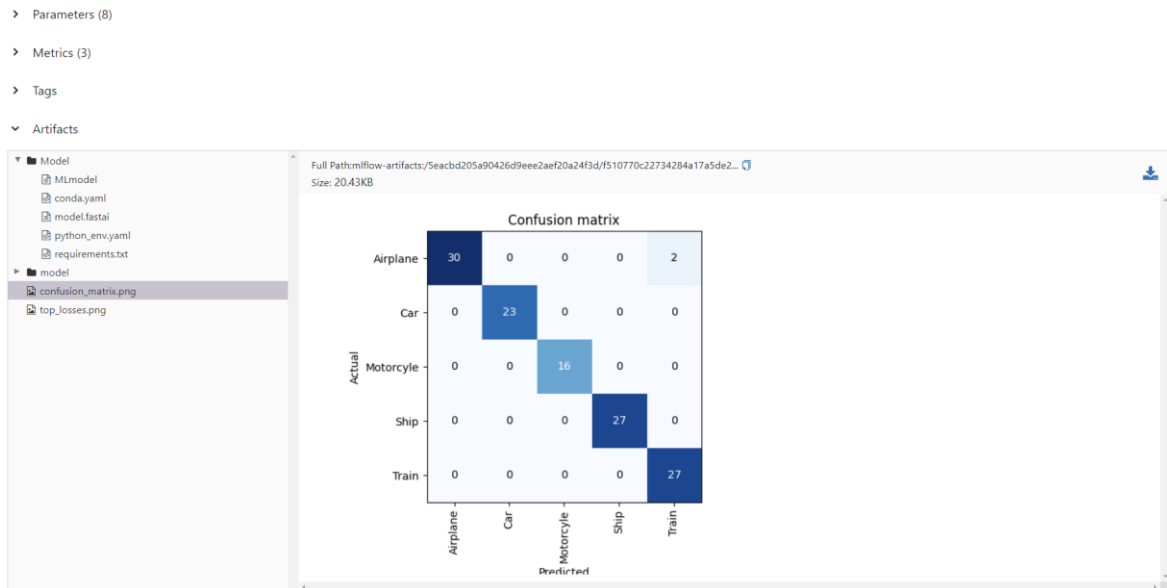 Parameters (8)
Metrics (3)
Tags
Artifacts
Model
MLmodel
conda.yaml
model.fastai
python_env.yaml
requirements.txt
model
confusion_matrix.png
top_losses.png
Full Path:mlflow-artifacts:/5eacbd205a90426d9eee2aef20a24f3d/f510770c22734284a17a5de2...
Size: 20.43KB
Confusion matrix
Actual
Airplane 30 0 0 0 2
Car 0 23 0 0 0
Motorcyle 0 0 16 0 0
Ship 0 0 0 27 0
Train 0 0 0 0 27
Airplane Car Motorcyle Ship Train
Predicted